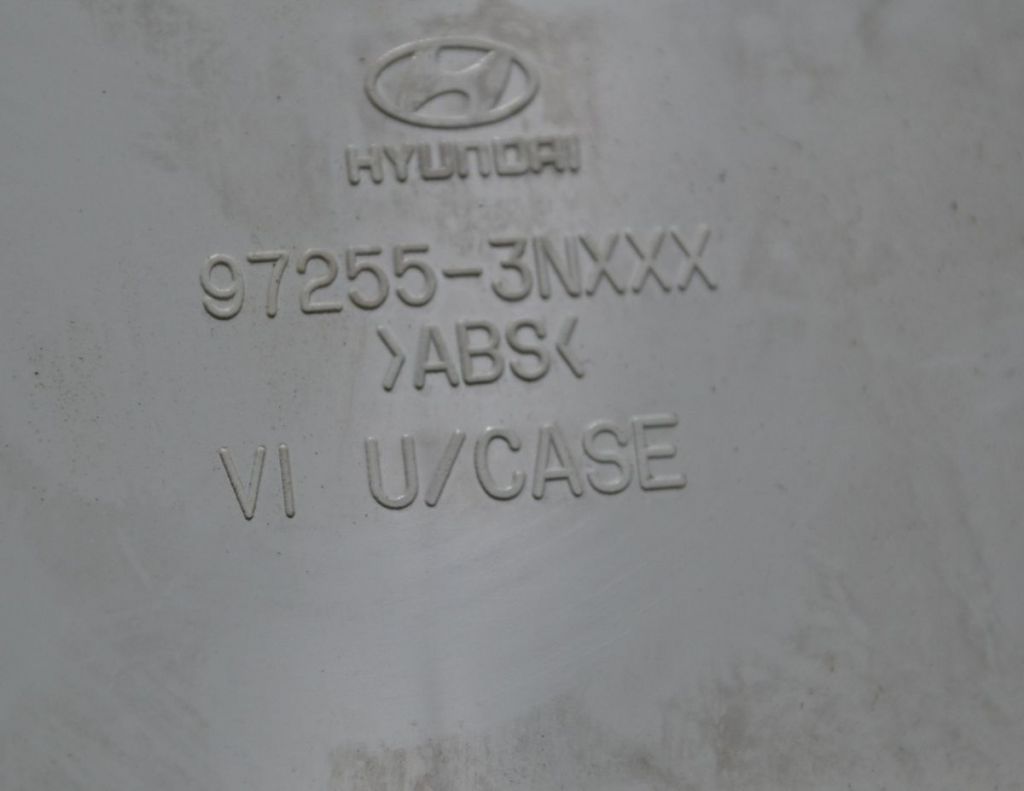 HYUNDAI
97255-3NXXX
>ABS<
VI U/CASE